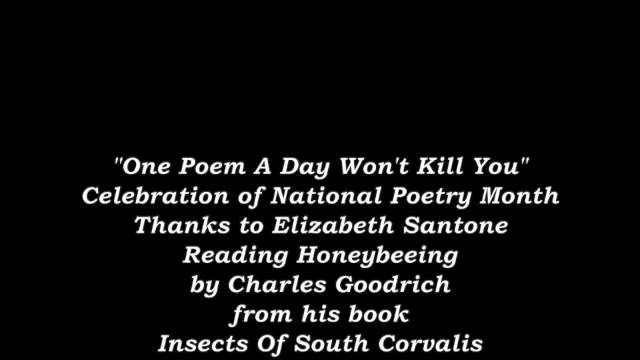 "One Poem A Day Won't Kill You"
Celebration of National Poetry Month
Thanks to Elizabeth Santone
Reading Honeybeeing
by Charles Goodrich
from his book
Insects Of South Corvalis